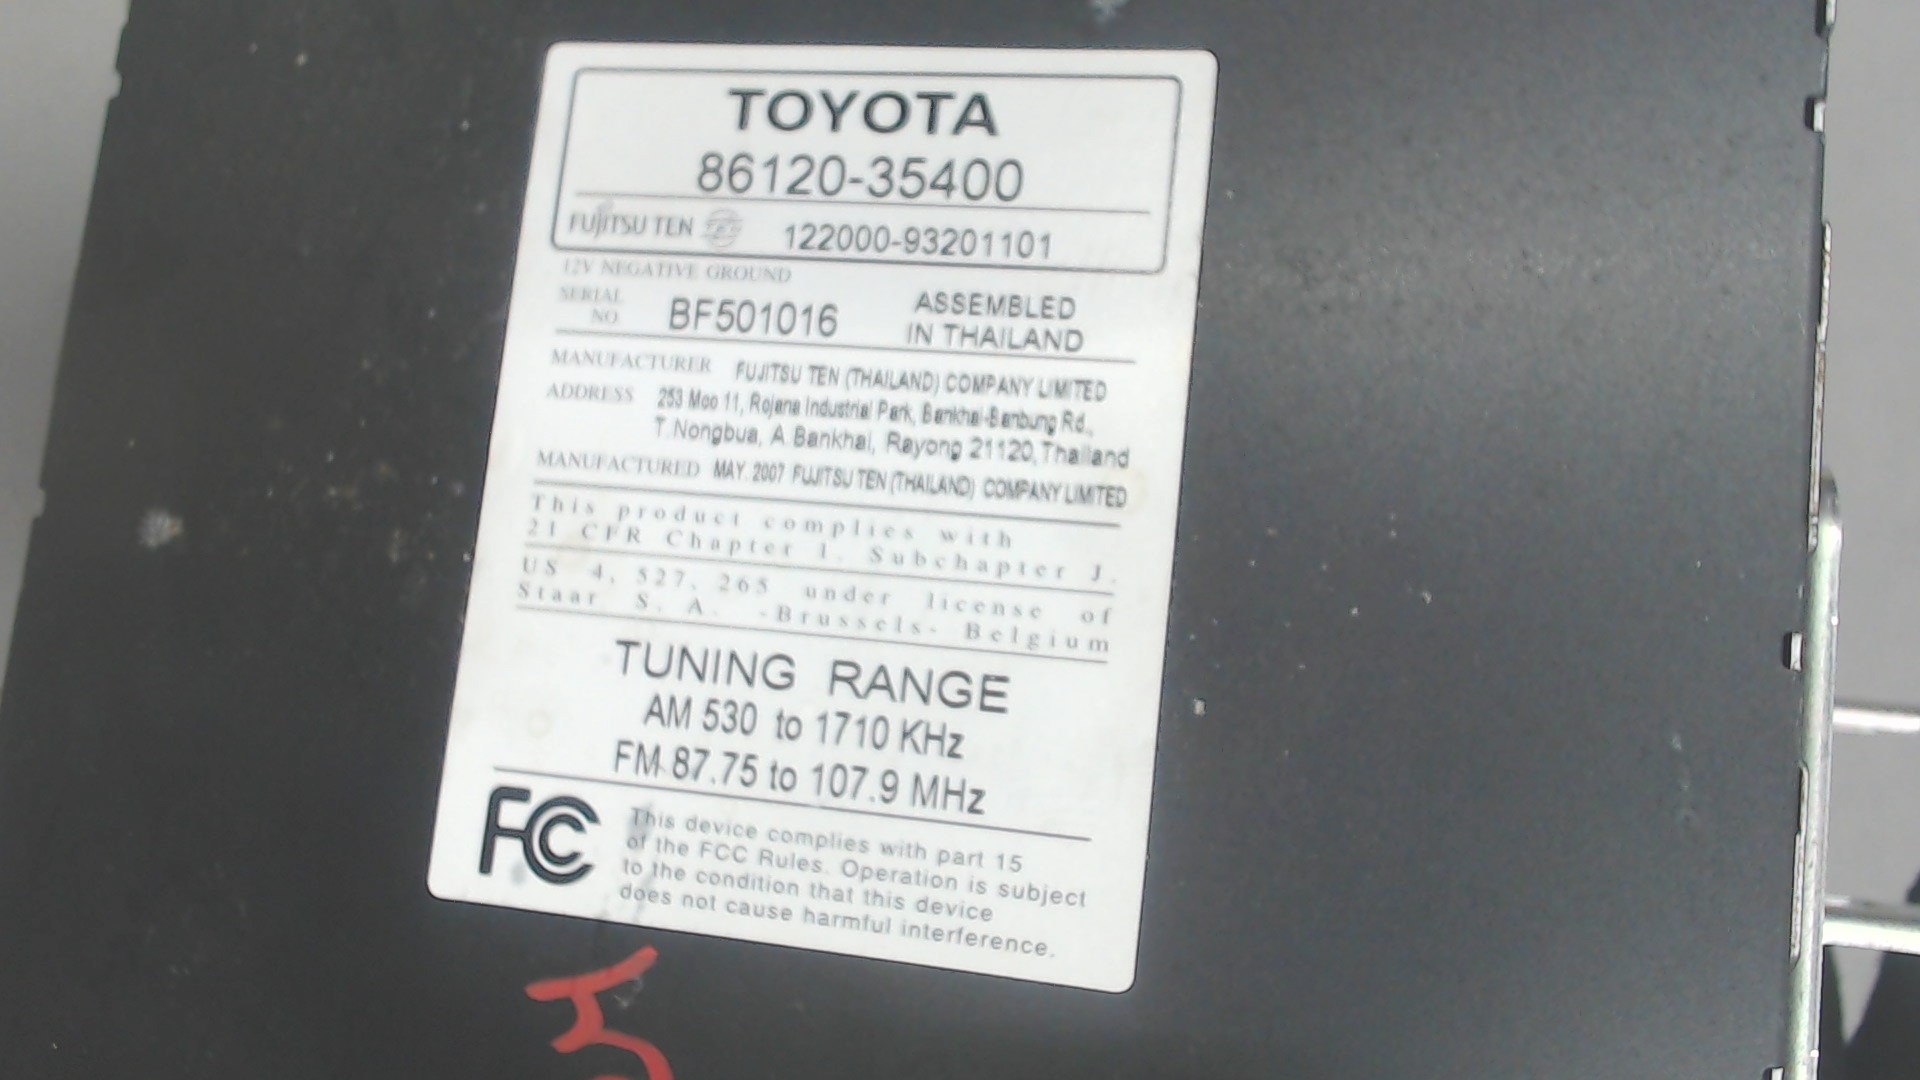 TOYOTA
86120-35400
FUJITSU TEN 122000-93201101
12V NEGATIVE GROUND
SERIAL NO. BF501016 ASSEMBLED IN THAILAND
MANUFACTURER FUJITSU TEN (THAILAND) COMPANY LIMITED
ADDRESS 253 Moo 11, Rojana Industrial Park, Bankhai-Banbung Rd.,
T.Nongbua, A.Bankhai, Rayong 21120, Thailand
MANUFACTURED MAY. 2007 FUJITSU TEN (THAILAND) COMPANY LIMITED
This product complies with
21 CFR Chapter I. Subchapter J.
US 4, 527, 265 under license of
Staar S. A. -Brussels- Belgium
TUNING RANGE
AM 530 to 1710 KHz
FM 87.75 to 107.9 MHz
FC This device complies with part 15
of the FCC Rules. Operation is subject
to the condition that this device
does not cause harmful interference.
5